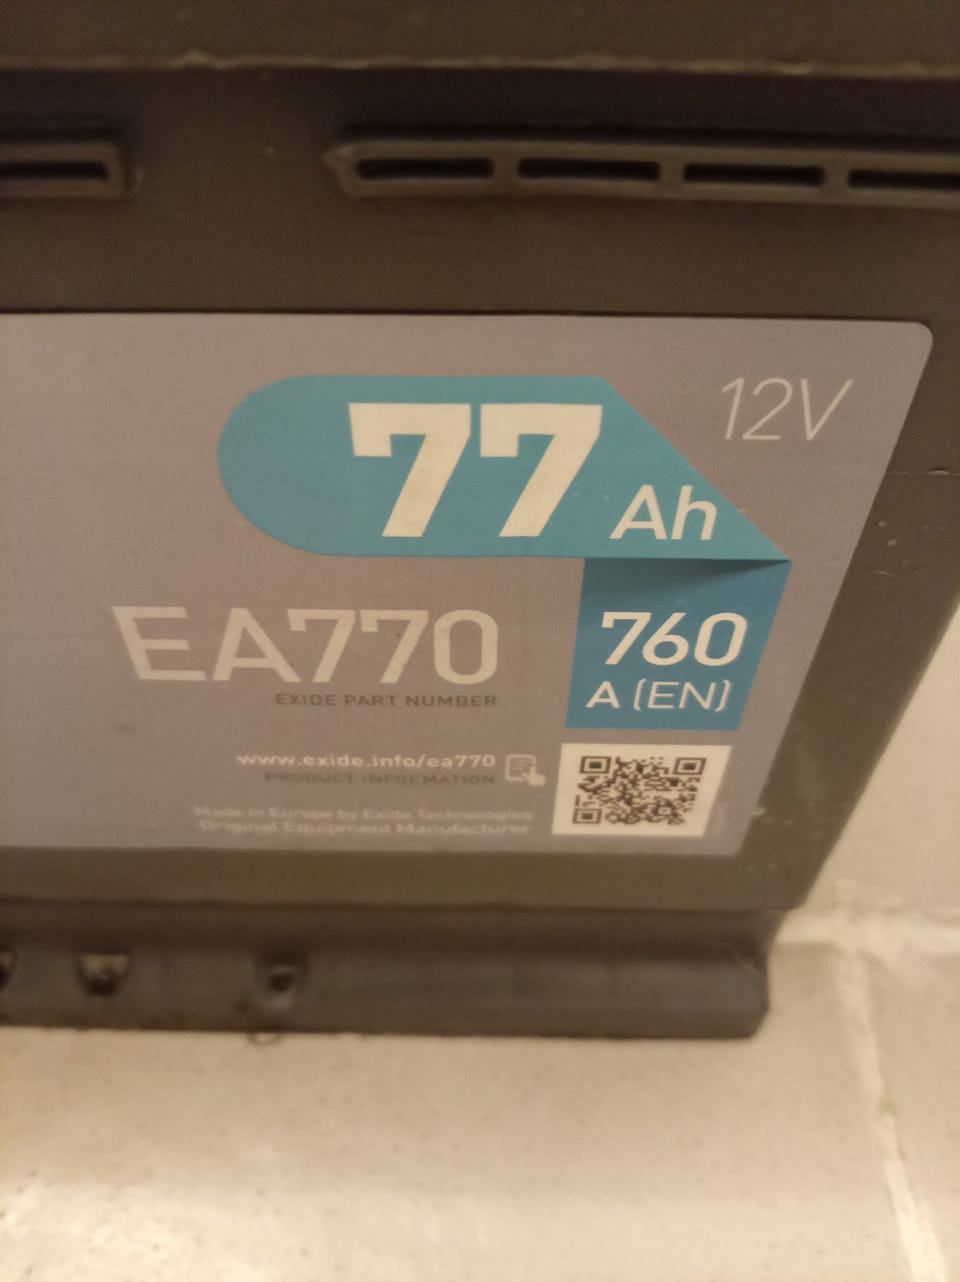 12V
77 Ah
760
A (EN)
EA770
EXIDE PART NUMBER
www.exide.info/ea770
PRODUCT INFORMATION
Made in Europe by Exide Technologies
Original Equipment Manufacturer